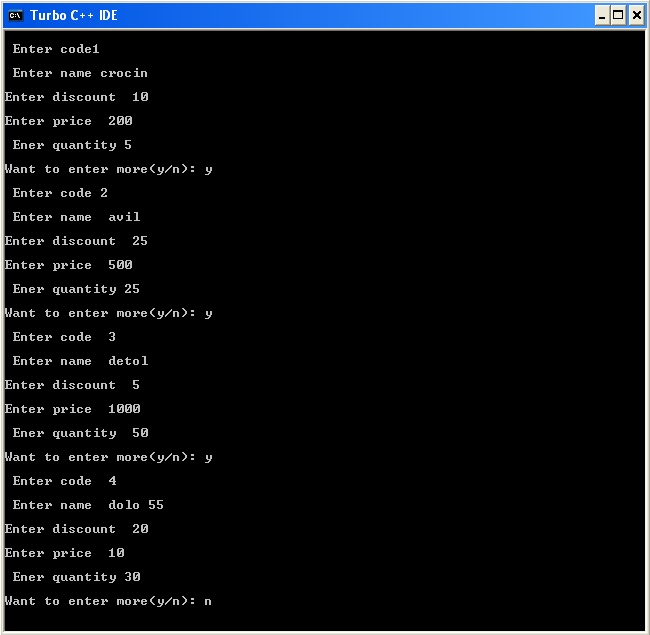 Turbo C++ IDE
Enter code1
Enter name crocin
Enter discount  10
Enter price  200
Ener quantity 5
Want to enter more(y/n): y
Enter code 2
Enter name  avil
Enter discount  25
Enter price  500
Ener quantity 25
Want to enter more(y/n): y
Enter code  3
Enter name  detol
Enter discount  5
Enter price  1000
Ener quantity  50
Want to enter more(y/n): y
Enter code  4
Enter name  dolo 55
Enter discount  20
Enter price  10
Ener quantity 30
Want to enter more(y/n): n